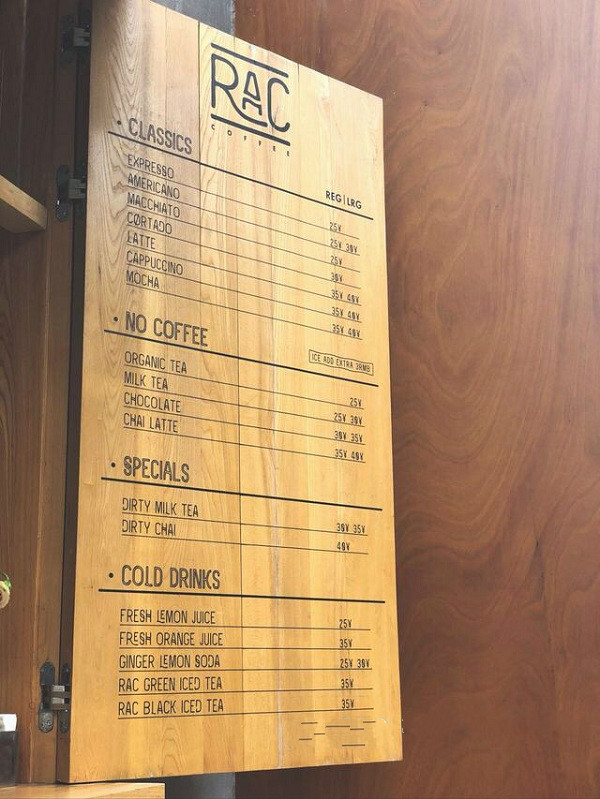 RAC
COFFEE
• CLASSICS
REG|LRG
EXPRESSO 25¥
AMERICANO 25¥ 30¥
MACCHIATO 25¥
CORTADO 30¥
LATTE 35¥ 40¥
CAPPUCCINO 35¥ 40¥
MOCHA 35¥ 40¥
• NO COFFEE
ICE ADD EXTRA 3RMB
ORGANIC TEA 25¥
MILK TEA 25¥ 30¥
CHOCOLATE 30¥ 35¥
CHAI LATTE 35¥ 40¥
• SPECIALS
DIRTY MILK TEA 30¥ 35¥
DIRTY CHAI 40¥
• COLD DRINKS
FRESH LEMON JUICE 25¥
FRESH ORANGE JUICE 35¥
GINGER LEMON SODA 25¥ 30¥
RAC GREEN ICED TEA 35¥
RAC BLACK ICED TEA 35¥